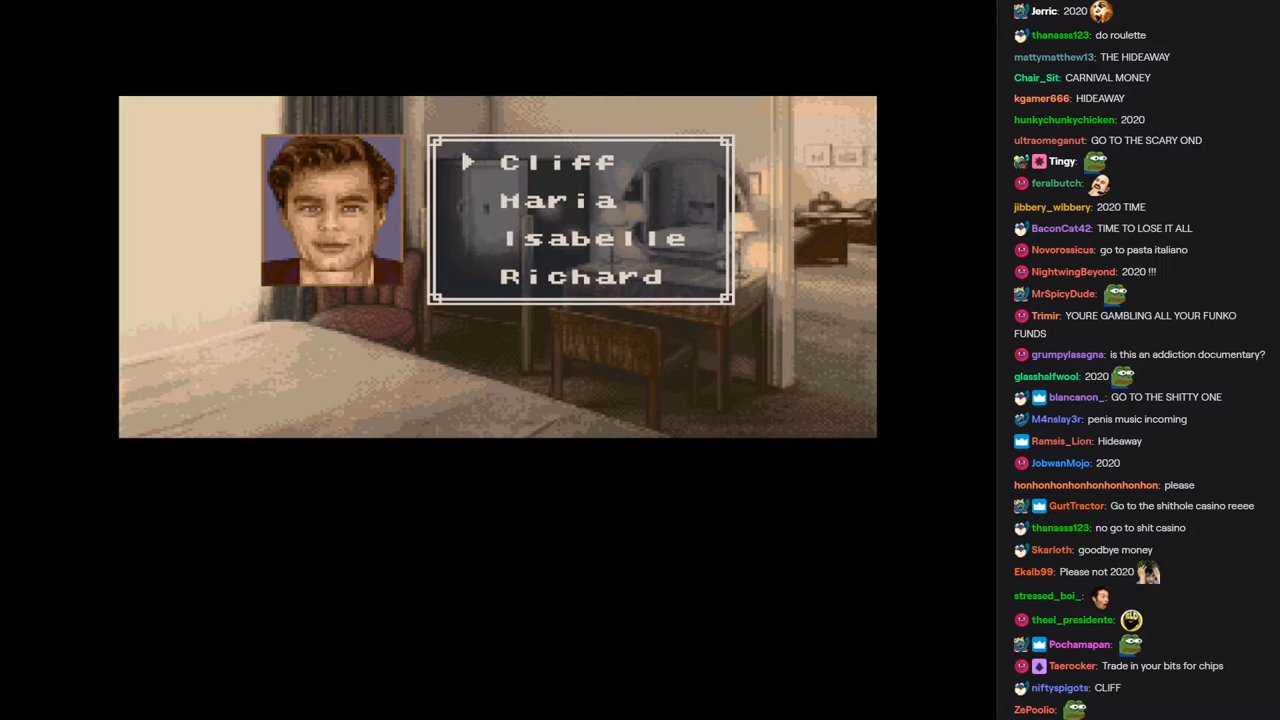 Cliff
Maria
Isabelle
Richard
Jerric: 2020
thanasss123: do roulette
mattymatthew13: THE HIDEAWAY
Chair_Sit: CARNIVAL MONEY
kgamer666: HIDEAWAY
hunkychunkychicken: 2020
ultraomeganut: GO TO THE SCARY OND
Tingy:
feralbutch:
jibbery_wibbery: 2020 TIME
BaconCat42: TIME TO LOSE IT ALL
Novorossicus: go to pasta italiano
NightwingBeyond: 2020 !!!
MrSpicyDude:
Trimir: YOURE GAMBLING ALL YOUR FUNKO
FUNDS
grumpylasagna: is this an addiction documentary?
glasshalfwool: 2020
blancanon_: GO TO THE SHITTY ONE
M4nslay3r: penis music incoming
Ramsis_Lion: Hideaway
JobwanMojo: 2020
honhonhonhonhonhonhonhon: please
GurtTractor: Go to the shithole casino reeee
thanasss123: no go to shit casino
Skarloth: goodbye money
Ekalb99: Please not 2020
stressed_boi_:
theel_presidente:
Pochamapan:
Taerocker: Trade in your bits for chips
niftyspigots: CLIFF
ZePoolio: